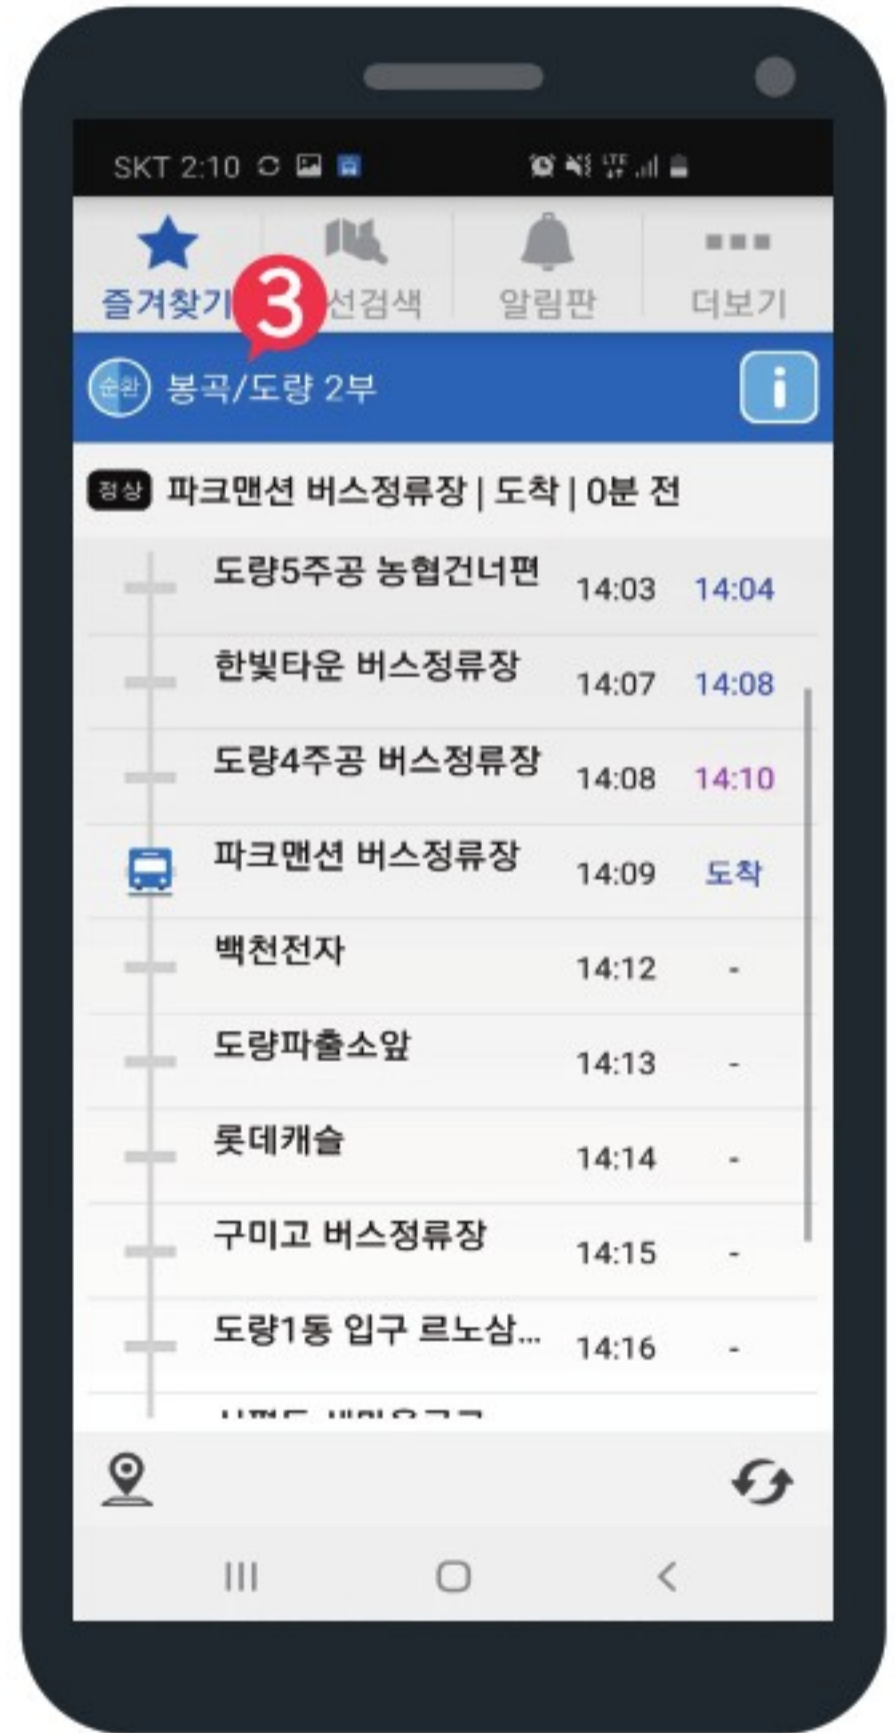 SKT 2:10
LTE
즐겨찾기
3
선검색
알림판
더보기
순환 봉곡/도량 2부
i
정상 파크맨션 버스정류장 | 도착 | 0분 전
도량5주공 농협건너편 14:03 14:04
한빛타운 버스정류장 14:07 14:08
도량4주공 버스정류장 14:08 14:10
파크맨션 버스정류장 14:09 도착
백천전자 14:12 -
도량파출소앞 14:13 -
롯데캐슬 14:14 -
구미고 버스정류장 14:15 -
도량1동 입구 르노삼... 14:16 -